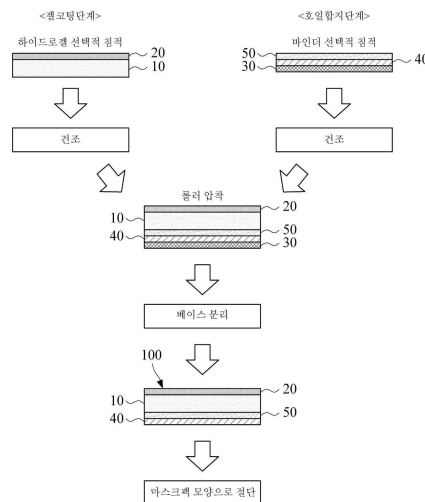 <겔코팅단계>
<호일합지단계>
하이드로겔 선택적 침적
바인더 선택적 침적
20
10
50
30
40
건조
건조
롤러 압착
20
10
50
40
30
베이스 분리
100
20
10
50
40
마스크팩 모양으로 절단